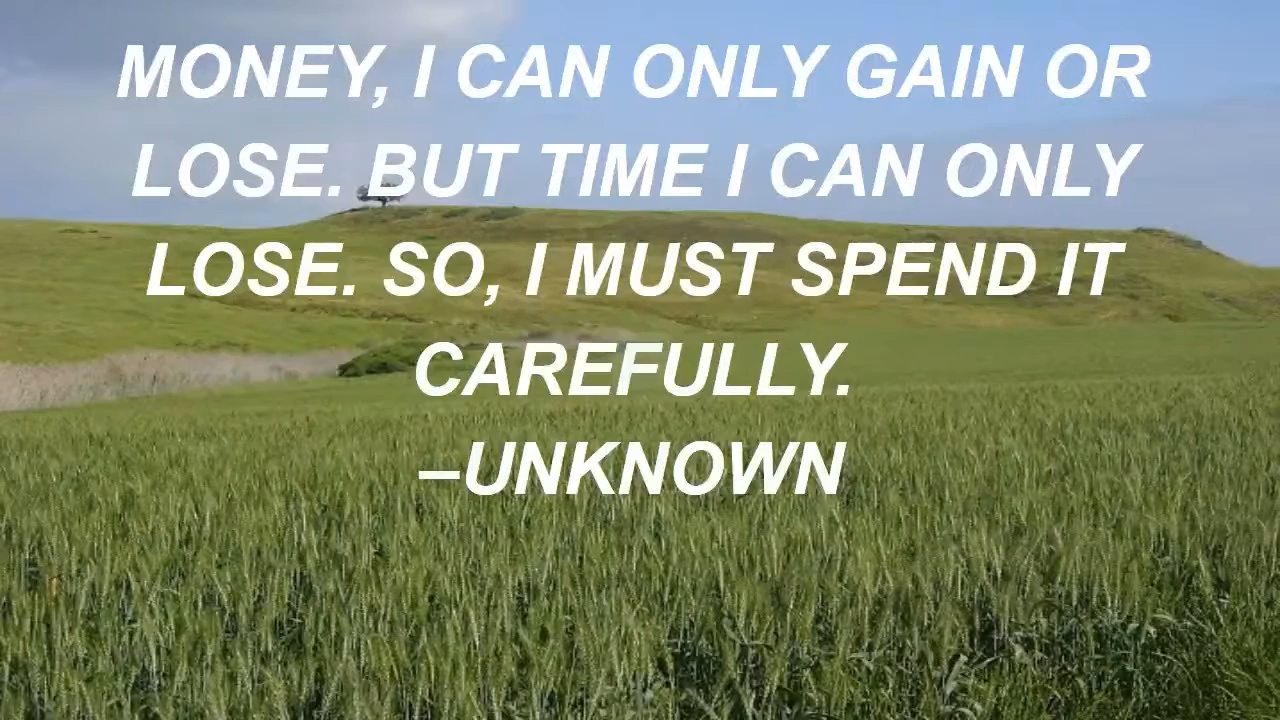 MONEY, I CAN ONLY GAIN OR
LOSE. BUT TIME I CAN ONLY
LOSE. SO, I MUST SPEND IT
CAREFULLY.
–UNKNOWN